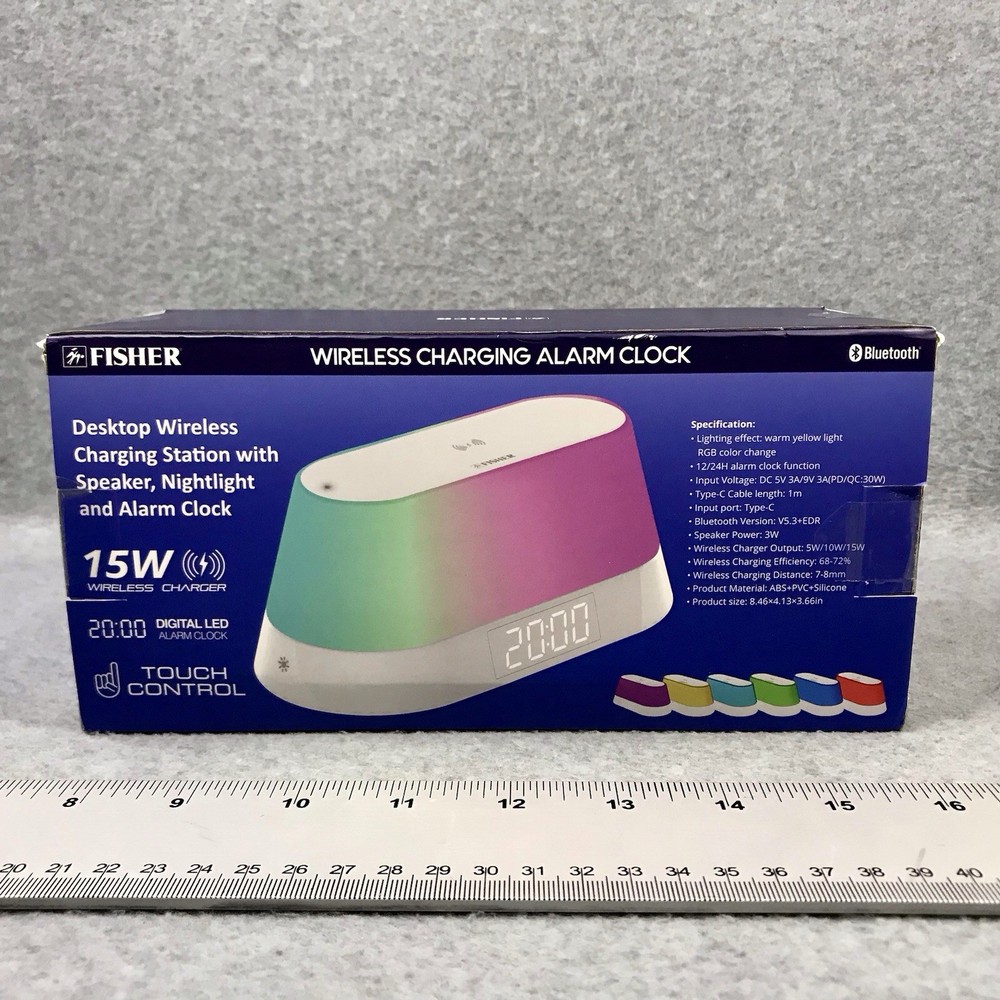 FISHER
FISHER
WIRELESS CHARGING ALARM CLOCK
Bluetooth
Desktop Wireless
Charging Station with
Speaker, Nightlight
and Alarm Clock
15W
WIRELESS CHARGER
20:00 DIGITAL LED
ALARM CLOCK
TOUCH
CONTROL
FISHER
20:00
Specification:
• Lighting effect: warm yellow light
RGB color change
• 12/24H alarm clock function
• Input Voltage: DC 5V 3A/9V 3A(PD/QC:30W)
• Type-C Cable length: 1m
• Input port: Type-C
• Bluetooth Version: V5.3+EDR
• Speaker Power: 3W
• Wireless Charger Output: 5W/10W/15W
• Wireless Charging Efficiency: 68-72%
• Wireless Charging Distance: 7-8mm
• Product Material: ABS+PVC+Silicone
• Product size: 8.46×4.13×3.66in
8 9 10 11 12 13 14 15 16
20 21 22 23 24 25 26 27 28 29 30 31 32 33 34 35 36 37 38 39 40